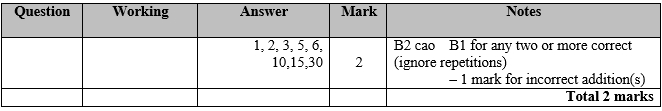 Question Working Answer Mark Notes
1, 2, 3, 5, 6, 2 B2 cao B1 for any two or more correct
10,15,30 (ignore repetitions)
– 1 mark for incorrect addition(s)
Total 2 marks